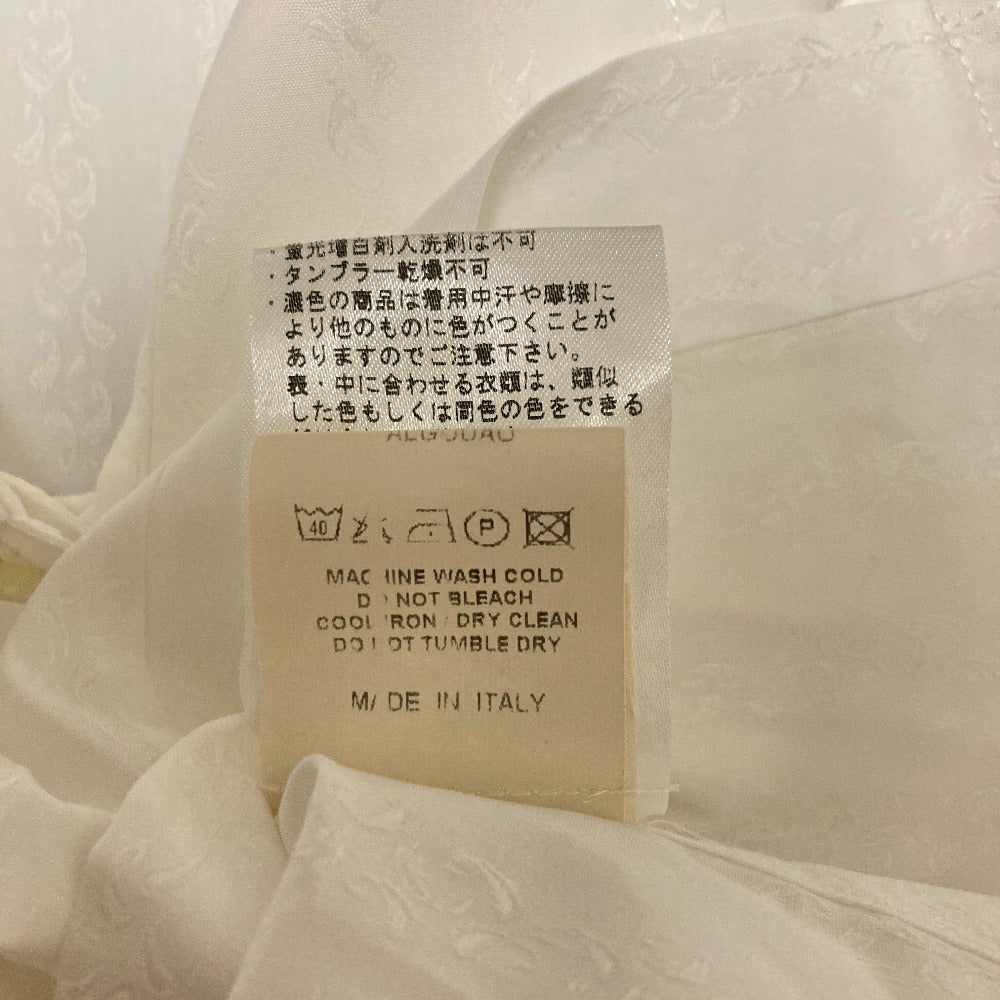 ・蛍光増白剤入洗剤は不可
・タンブラー乾燥不可
・濃色の商品は着用中汗や摩擦に
より他のものに色がつくことが
ありますのでご注意下さい。
表・中に合わせる衣類は、類似
した色もしくは同色の色をできる
ALGODÃO
40 P
MACHINE WASH COLD
DO NOT BLEACH
COOL IRON / DRY CLEAN
DO NOT TUMBLE DRY
MADE IN ITALY